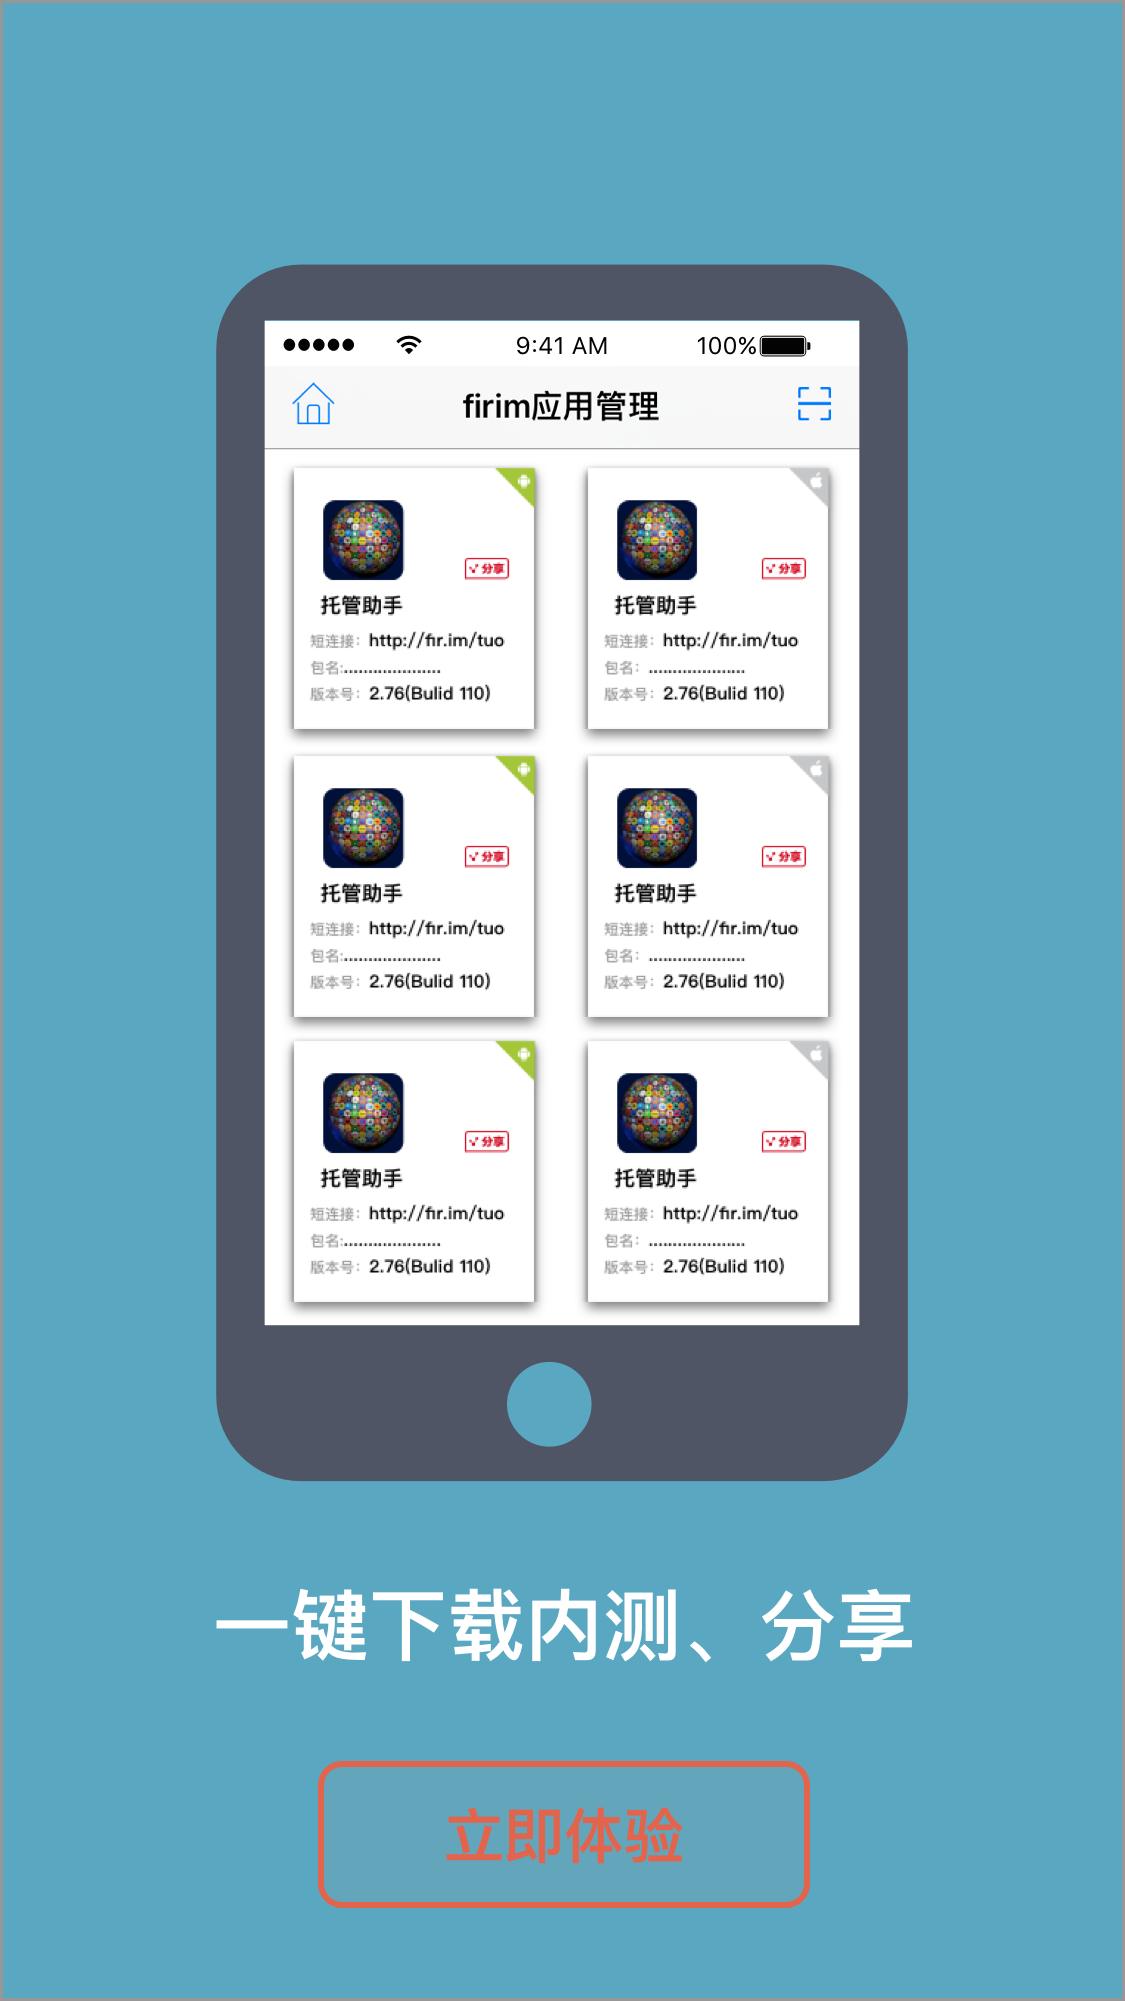 9:41 AM 100%
firim应用管理
分享 分享
托管助手 托管助手
短连接：http://fir.im/tuo 短连接：http://fir.im/tuo
包名:.................... 包名：....................
版本号：2.76(Bulid 110) 版本号：2.76(Bulid 110)
分享 分享
托管助手 托管助手
短连接：http://fir.im/tuo 短连接：http://fir.im/tuo
包名:.................... 包名：....................
版本号：2.76(Bulid 110) 版本号：2.76(Bulid 110)
分享 分享
托管助手 托管助手
短连接：http://fir.im/tuo 短连接：http://fir.im/tuo
包名:.................... 包名：....................
版本号：2.76(Bulid 110) 版本号：2.76(Bulid 110)
一键下载内测、分享
立即体验